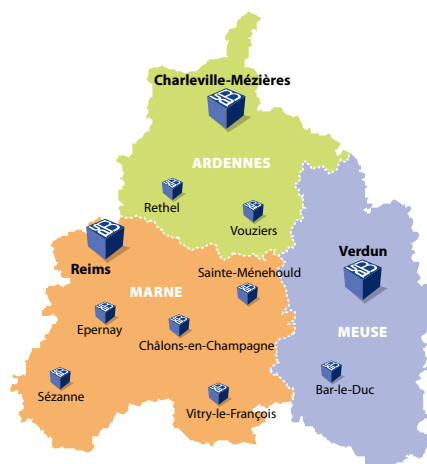 Charleville-Mézières
ARDENNES
Rethel
Vouziers
Reims
Sainte-Ménehould
Verdun
MARNE
Epernay
Châlons-en-Champagne
MEUSE
Sézanne
Vitry-le-François
Bar-le-Duc